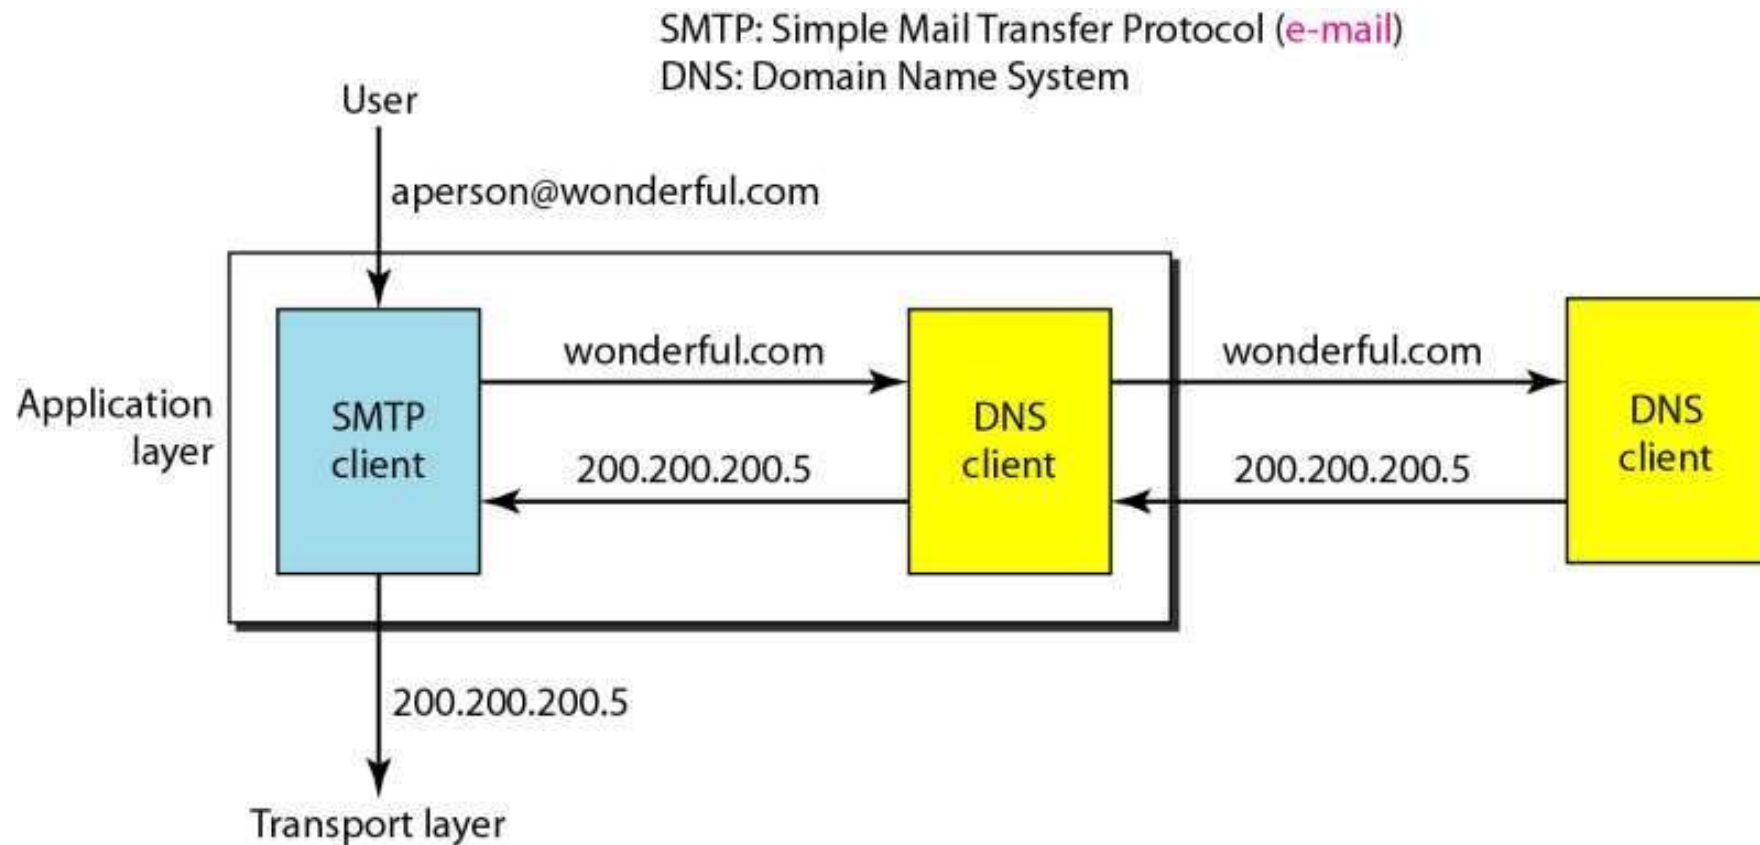 SMTP: Simple Mail Transfer Protocol (e-mail)
DNS: Domain Name System
User
aperson@wonderful.com
wonderful.com
wonderful.com
Application
layer
SMTP
client
DNS
client
DNS
client
200.200.200.5
200.200.200.5
200.200.200.5
Transport layer